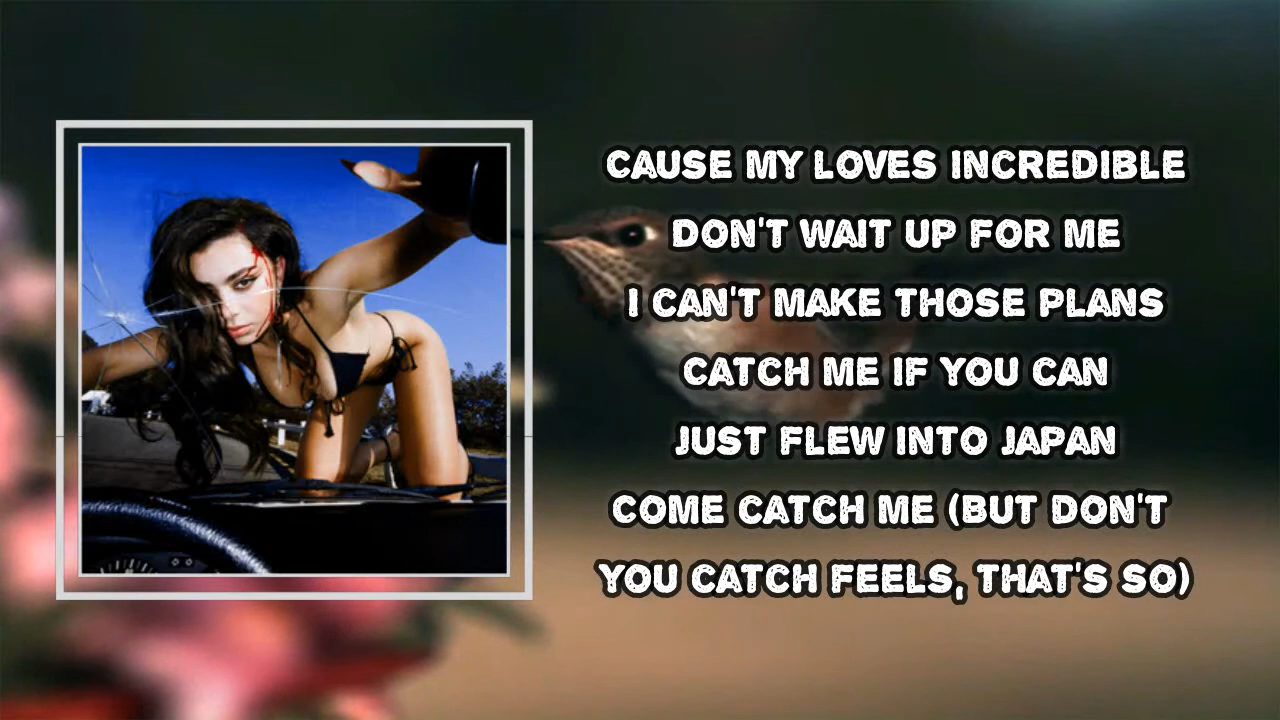 CAUSE MY LOVES INCREDIBLE
DON'T WAIT UP FOR ME
I CAN'T MAKE THOSE PLANS
CATCH ME IF YOU CAN
JUST FLEW INTO JAPAN
COME CATCH ME (BUT DON'T
YOU CATCH FEELS, THAT'S SO)